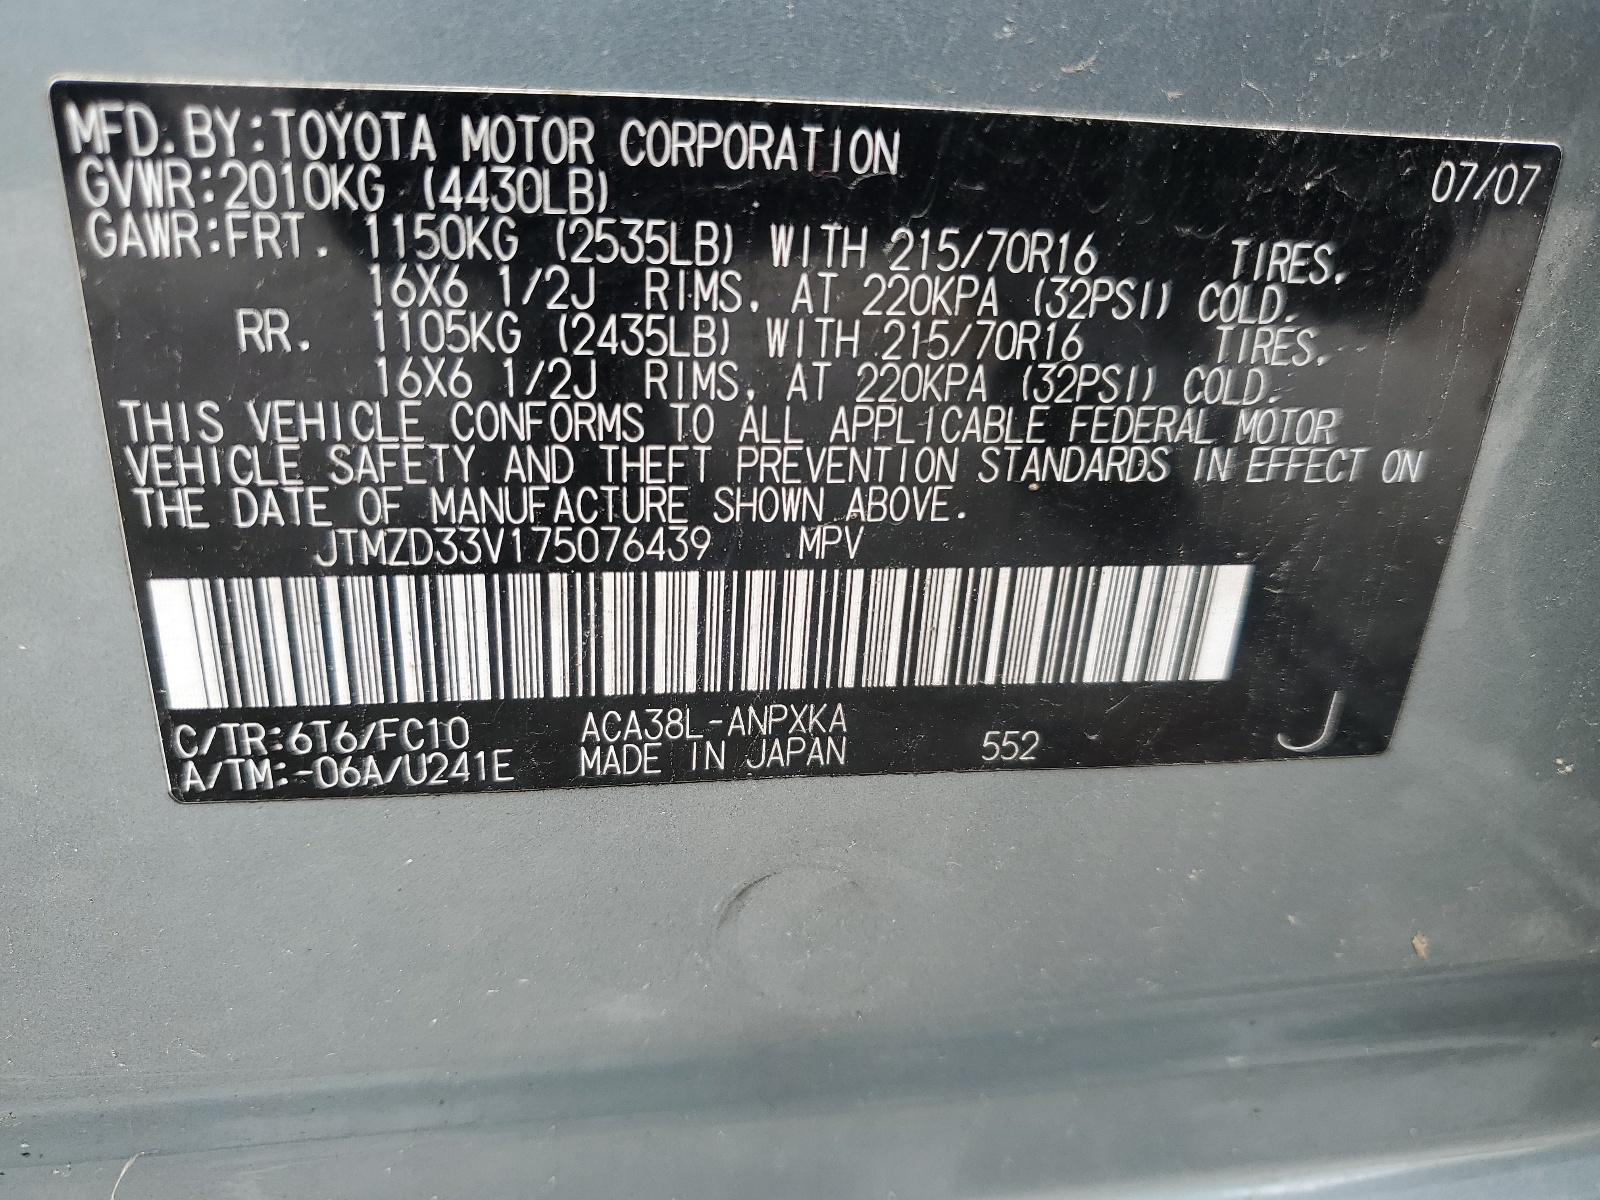 MFD. BY:TOYOTA MOTOR CORPORATION 07/07
GVWR:2010KG (4430LB)
GAWR:FRT. 1150KG (2535LB) WITH 215/70R16 TIRES.
16X6 1/2J RIMS, AT 220KPA (32PSI) COLD.
RR. 1105KG (2435LB) WITH 215/70R16 TIRES.
16X6 1/2J RIMS, AT 220KPA (32PSI) COLD.
THIS VEHICLE CONFORMS TO ALL APPLICABLE FEDERAL MOTOR
VEHICLE SAFETY AND THEFT PREVENTION STANDARDS IN EFFECT ON
THE DATE OF MANUFACTURE SHOWN ABOVE.
JTMZD33V175076439 MPV
C/TR:6T6/FC10 ACA38L-ANPXKA
A/TM:-06A/U241E MADE IN JAPAN 552 J